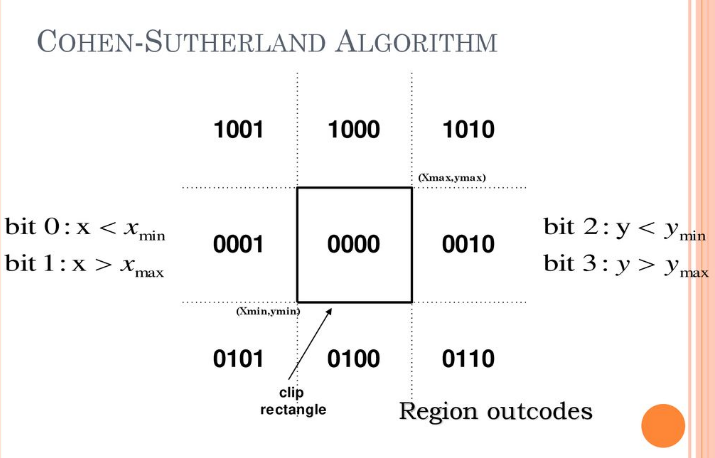 COHEN-SUTHERLAND ALGORITHM
1001 1000 1010
(Xmax,ymax)
bit 0 : x < xmin
bit 1 : x > xmax
0001 0000 0010
bit 2 : y < ymin
bit 3 : y > ymax
(Xmin,ymin)
0101 0100 0110
clip
rectangle
Region outcodes